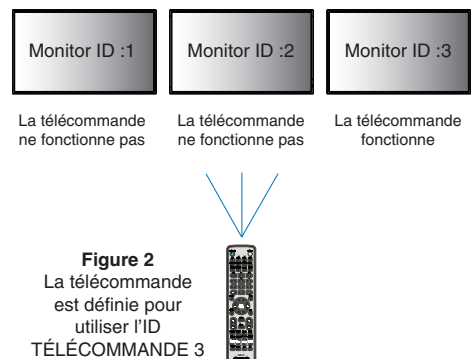 Monitor ID :1
Monitor ID :2
Monitor ID :3
La télécommande
ne fonctionne pas
La télécommande
ne fonctionne pas
La télécommande
fonctionne
Figure 2
La télécommande
est définie pour
utiliser l’ID
TÉLÉCOMMANDE 3